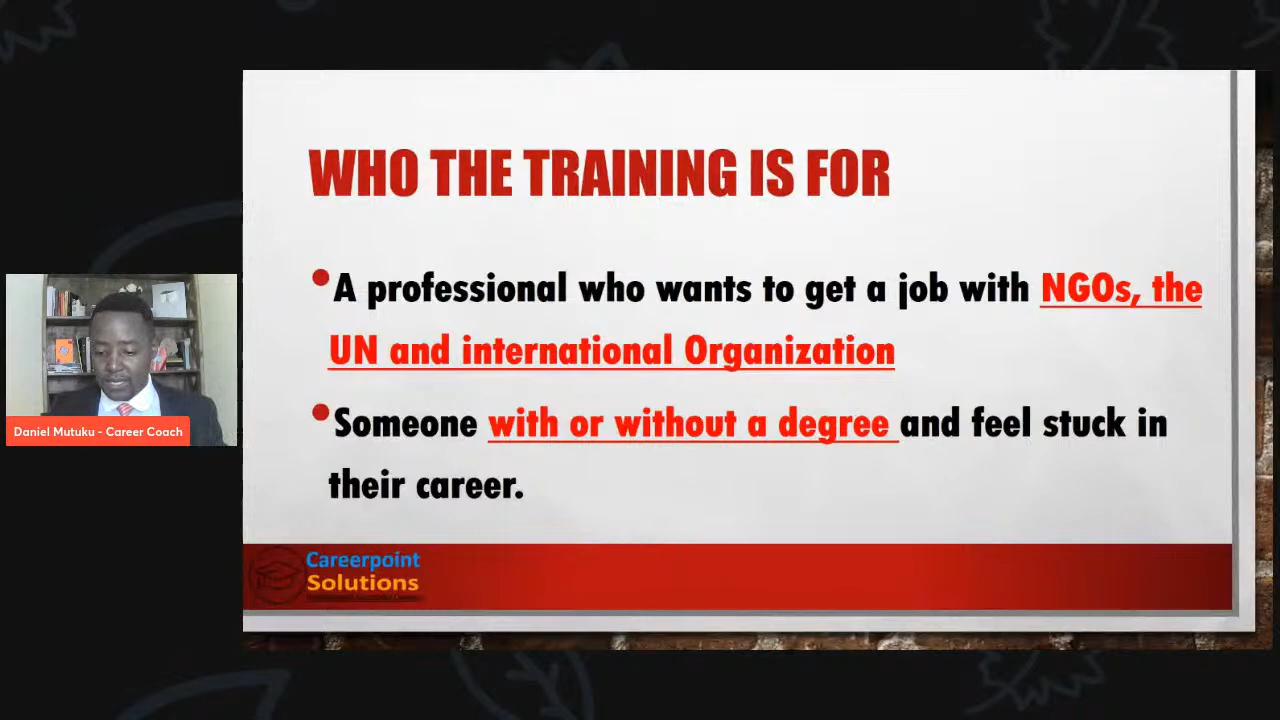 WHO THE TRAINING IS FOR
•A professional who wants to get a job with NGOs, the
UN and international Organization
•Someone with or without a degree and feel stuck in
their career.
Daniel Mutuku - Career Coach
Careerpoint
Solutions